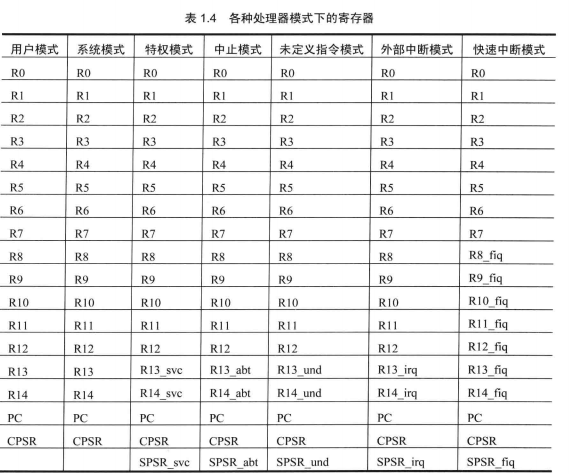 表 1.4 各种处理器模式下的寄存器
用户模式 系统模式 特权模式 中止模式 未定义指令模式 外部中断模式 快速中断模式
R0 R0 R0 R0 R0 R0 R0
R1 R1 R1 R1 R1 R1 R1
R2 R2 R2 R2 R2 R2 R2
R3 R3 R3 R3 R3 R3 R3
R4 R4 R4 R4 R4 R4 R4
R5 R5 R5 R5 R5 R5 R5
R6 R6 R6 R6 R6 R6 R6
R7 R7 R7 R7 R7 R7 R7
R8 R8 R8 R8 R8 R8 R8_fiq
R9 R9 R9 R9 R9 R9 R9_fiq
R10 R10 R10 R10 R10 R10 R10_fiq
R11 R11 R11 R11 R11 R11 R11_fiq
R12 R12 R12 R12 R12 R12 R12_fiq
R13 R13 R13_svc R13_abt R13_und R13_irq R13_fiq
R14 R14 R14_svc R14_abt R14_und R14_irq R14_fiq
PC PC PC PC PC PC PC
CPSR CPSR CPSR CPSR CPSR CPSR CPSR
SPSR_svc SPSR_abt SPSR_und SPSR_irq SPSR_fiq